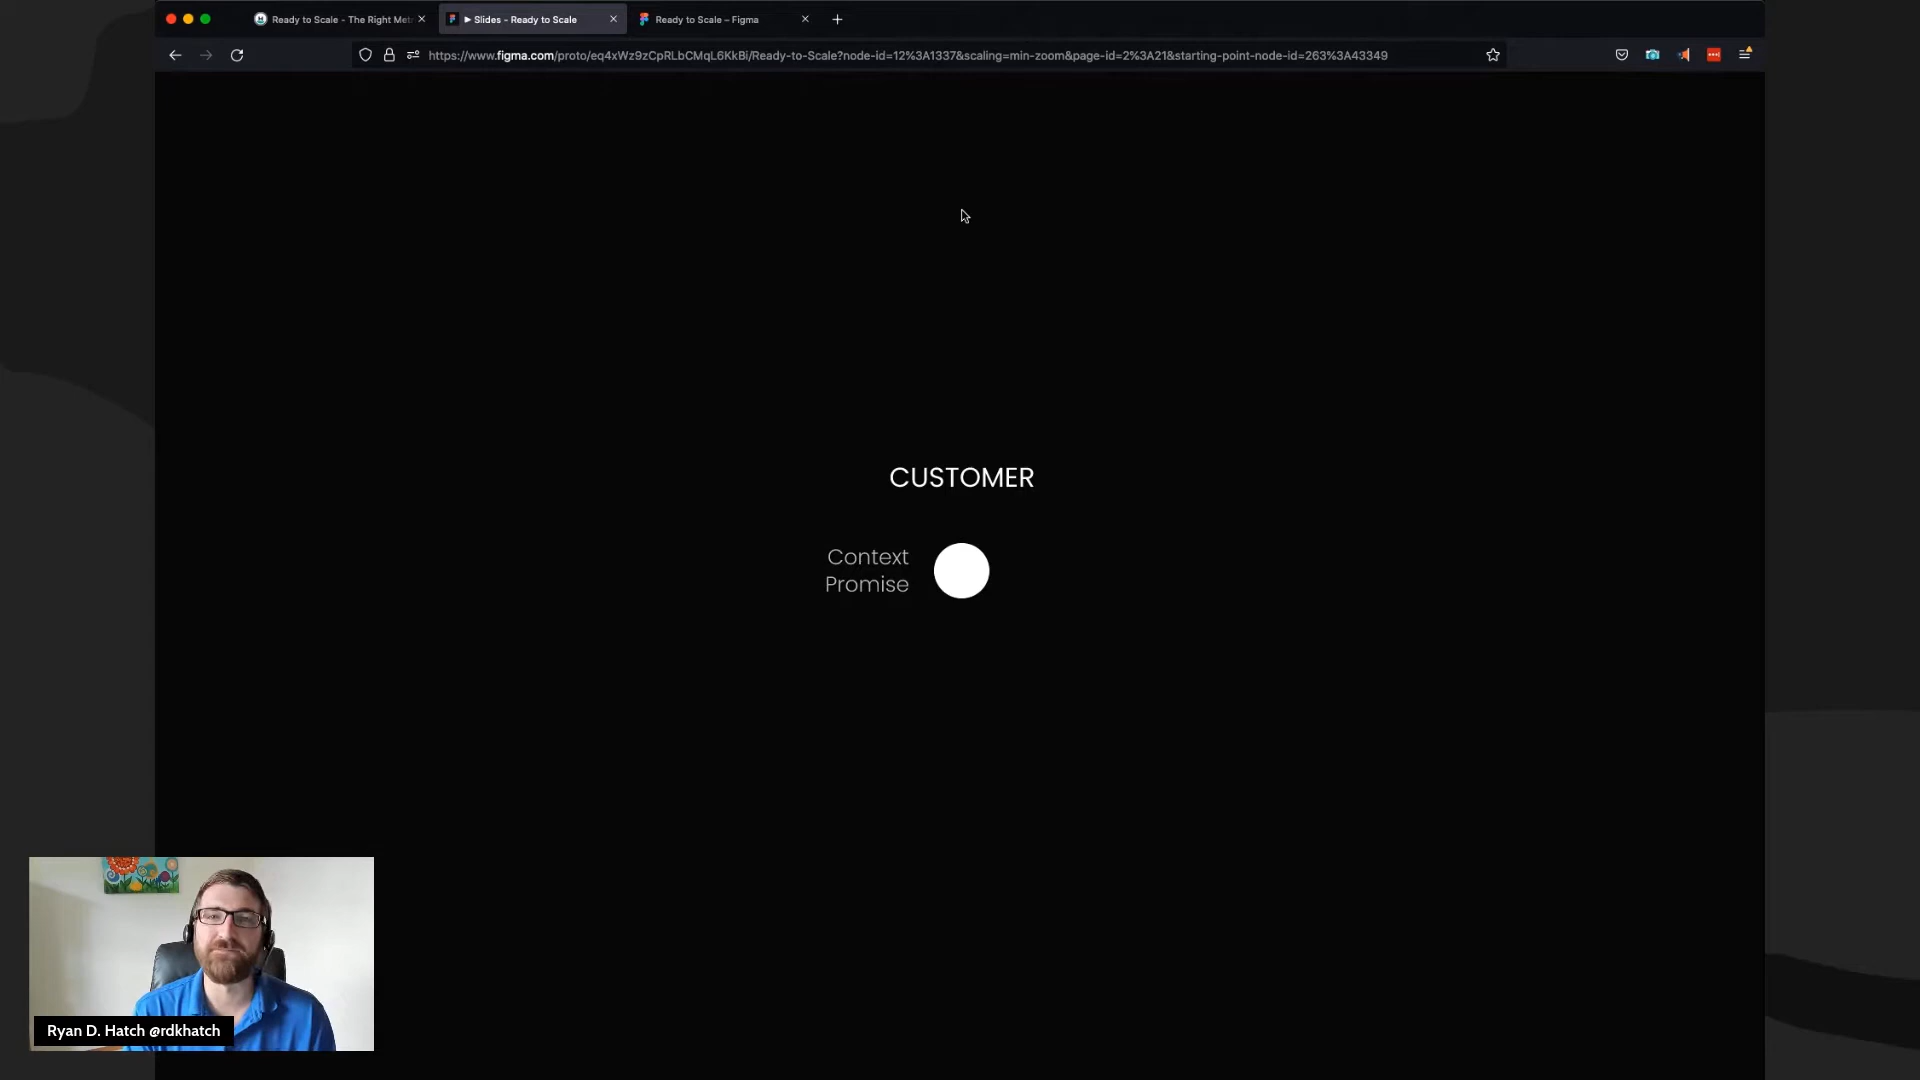 Ready to Scale - The Right Met
▶ Slides - Ready to Scale
Ready to Scale – Figma
https://www.figma.com/proto/eq4xWz9zCpRLbCMqL6KkBi/Ready-to-Scale?node-id=12%3A1337&scaling=min-zoom&page-id=2%3A21&starting-point-node-id=263%3A43349
CUSTOMER
Context
Promise
Ryan D. Hatch @rdkhatch